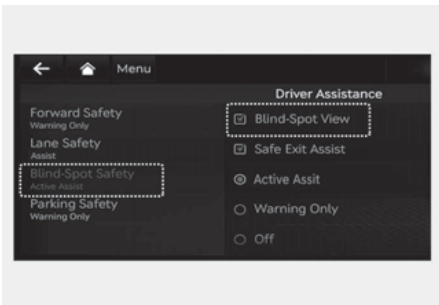 Menu
Driver Assistance
Forward Safety
Warning Only
Lane Safety
Assist
Blind-Spot Safety
Active Assist
Parking Safety
Warning Only
Blind-Spot View
Safe Exit Assist
Active Assit
Warning Only
Off